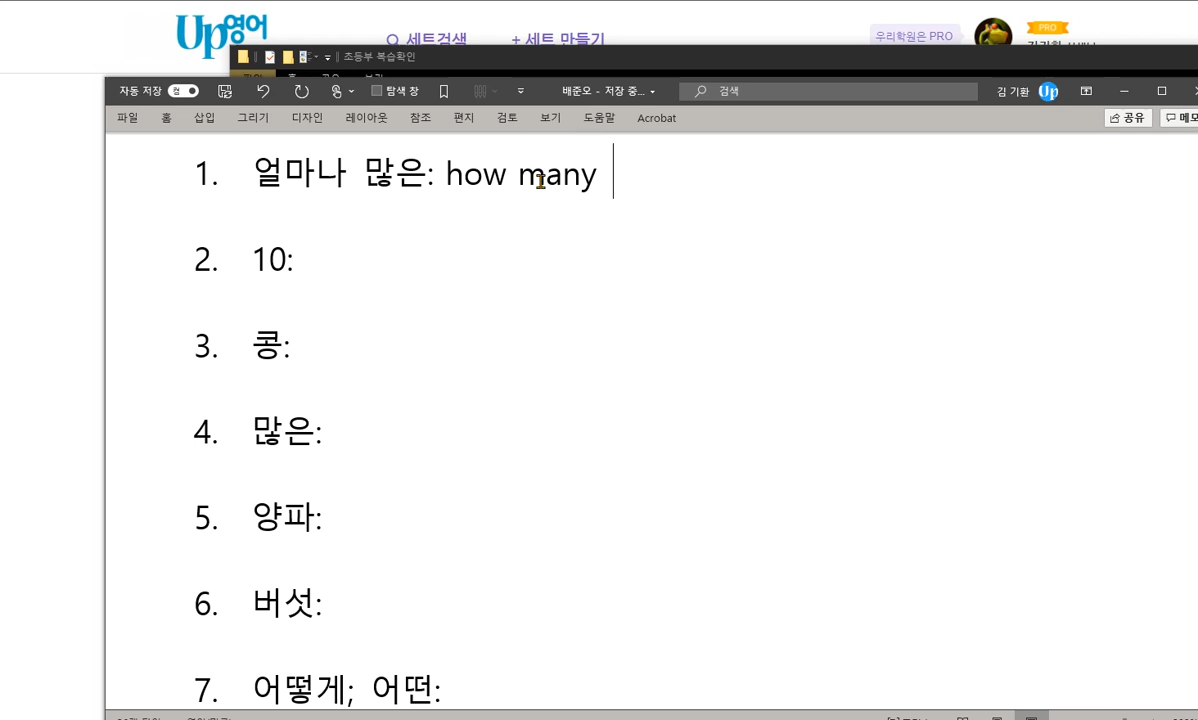 Up영어
세트검색
+ 세트 만들기
우리학원은 PRO
PRO
초등부 복습확인
자동 저장
탐색 창
배준오 - 저장 중...
검색
김 기환
Up
파일 홈 삽입 그리기 디자인 레이아웃 참조 편지 검토 보기 도움말 Acrobat
공유
메모
1. 얼마나 많은: how many
2. 10:
3. 콩:
4. 많은:
5. 양파:
6. 버섯:
7. 어떻게; 어떤: